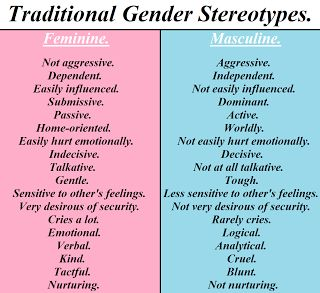 Traditional Gender Stereotypes.
Feminine. Masculine.
Not aggressive. Aggressive.
Dependent. Independent.
Easily influenced. Not easily influenced.
Submissive. Dominant.
Passive. Active.
Home-oriented. Worldly.
Easily hurt emotionally. Not easily hurt emotionally.
Indecisive. Decisive.
Talkative. Not at all talkative.
Gentle. Tough.
Sensitive to other's feelings. Less sensitive to other's feelings.
Very desirous of security. Not very desirous of security.
Cries a lot. Rarely cries.
Emotional. Logical.
Verbal. Analytical.
Kind. Cruel.
Tactful. Blunt.
Nurturing. Not nurturing.